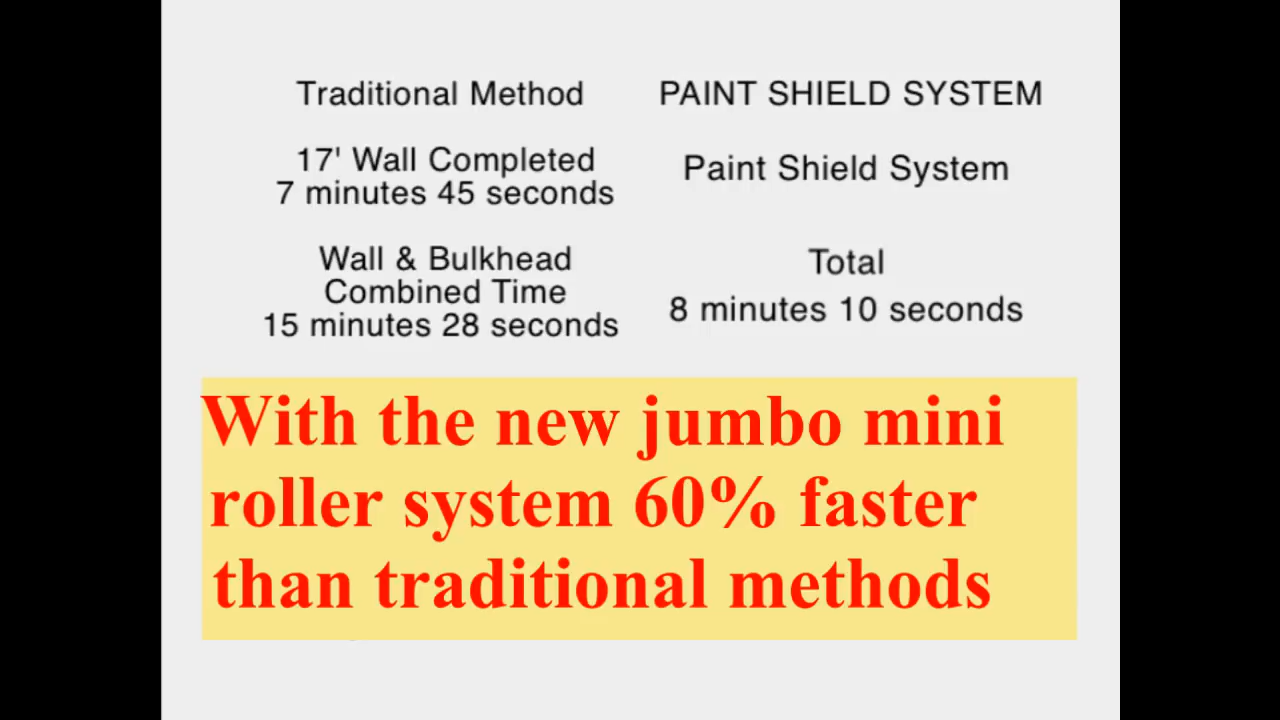 Traditional Method
PAINT SHIELD SYSTEM
17' Wall Completed
7 minutes 45 seconds
Paint Shield System
Wall & Bulkhead
Combined Time
15 minutes 28 seconds
Total
8 minutes 10 seconds
With the new jumbo mini
roller system 60% faster
than traditional methods